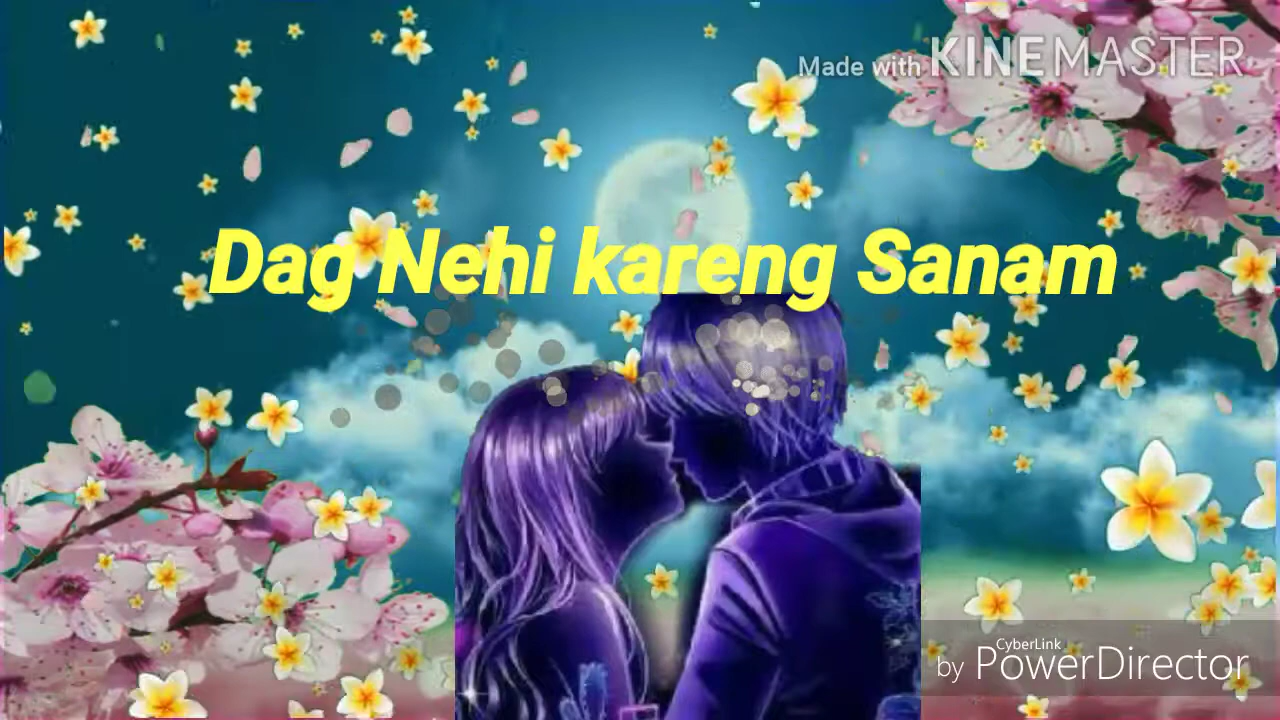 Made with KINEMASTER
Dag Nehi kareng Sanam
CyberLink
by PowerDirector